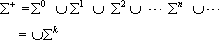 Σ⁺ = Σ⁰ ∪ Σ¹ ∪ Σ² ∪ ⋯ Σⁿ ∪ ⋯
= ∪ Σᵏ